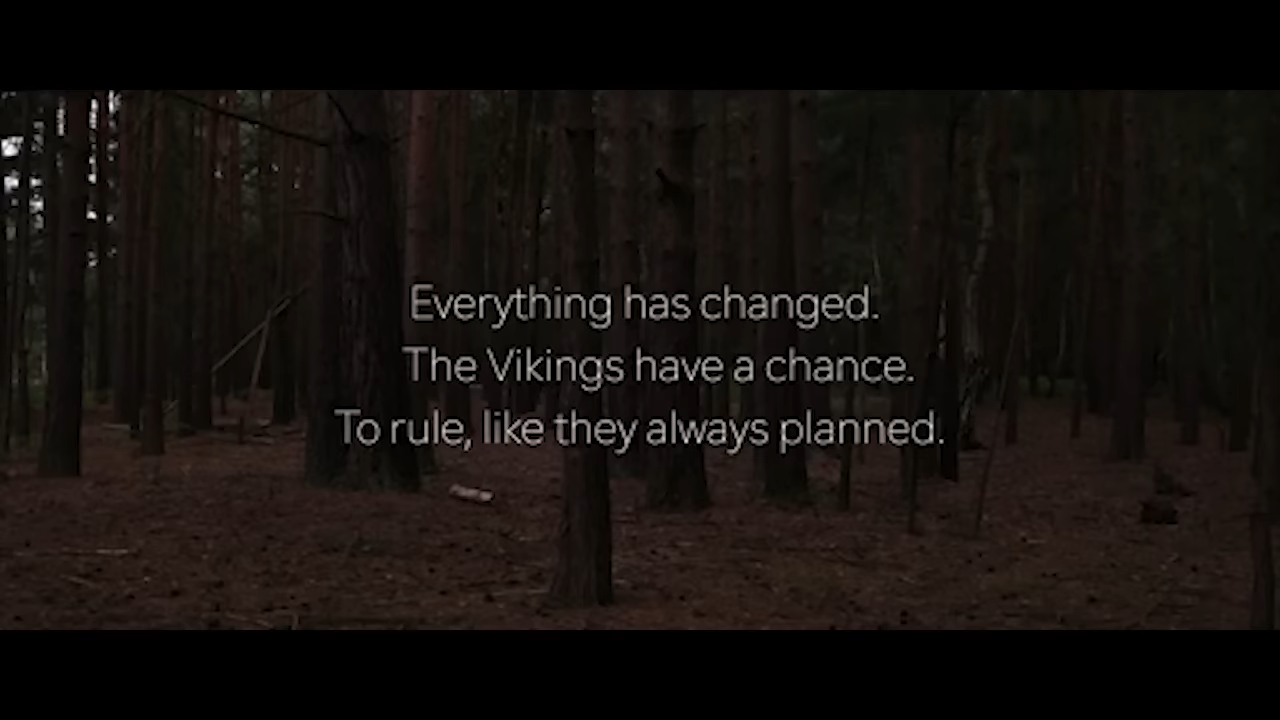 Everything has changed.
The Vikings have a chance.
To rule, like they always planned.